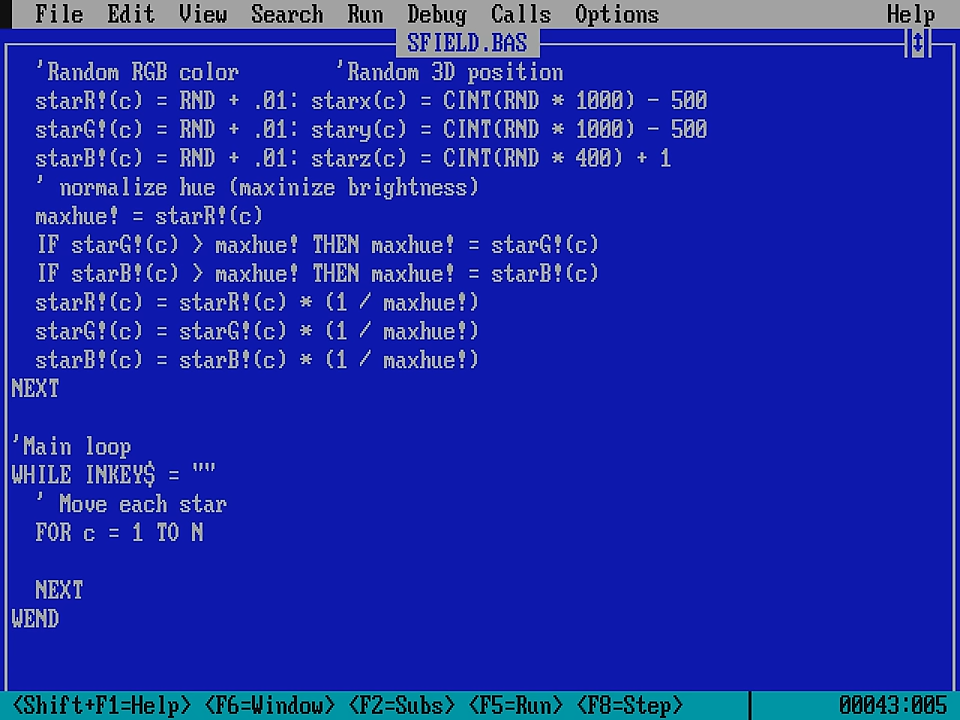 File Edit View Search Run Debug Calls Options Help
SFIELD.BAS
'Random RGB color 'Random 3D position
starR!(c) = RND + .01: starx(c) = CINT(RND * 1000) - 500
starG!(c) = RND + .01: stary(c) = CINT(RND * 1000) - 500
starB!(c) = RND + .01: starz(c) = CINT(RND * 400) + 1
' normalize hue (maxinize brightness)
maxhue! = starR!(c)
IF starG!(c) > maxhue! THEN maxhue! = starG!(c)
IF starB!(c) > maxhue! THEN maxhue! = starB!(c)
starR!(c) = starR!(c) * (1 / maxhue!)
starG!(c) = starG!(c) * (1 / maxhue!)
starB!(c) = starB!(c) * (1 / maxhue!)
NEXT
'Main loop
WHILE INKEY$ = ""
' Move each star
FOR c = 1 TO N
NEXT
WEND
<Shift+F1=Help> <F6=Window> <F2=Subs> <F5=Run> <F8=Step> 00043:005